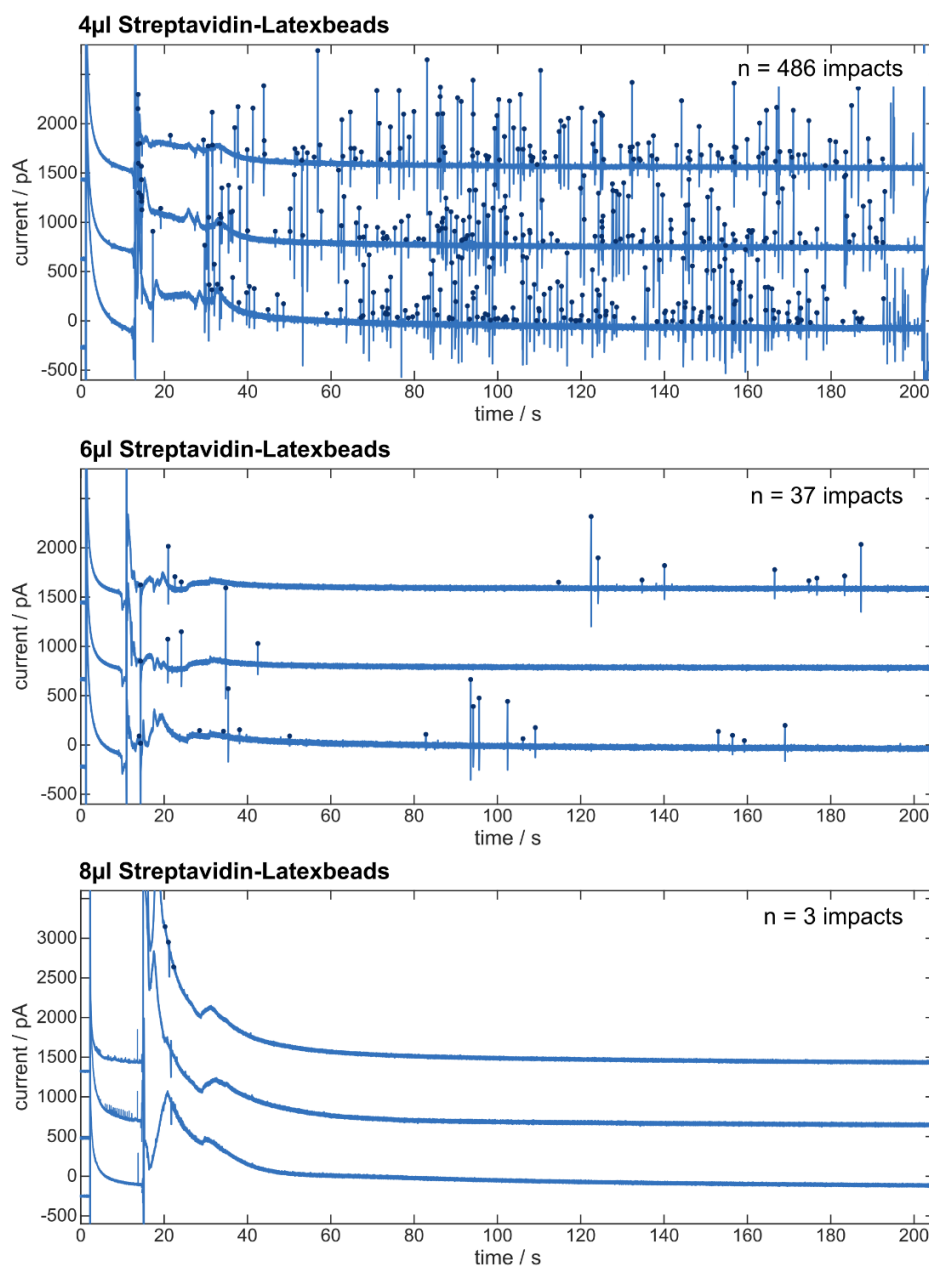 4µl Streptavidin-Latexbeads
n = 486 impacts
current / pA
2000
1500
1000
500
0
-500
0 20 40 60 80 100 120 140 160 180 200
time / s
6µl Streptavidin-Latexbeads
n = 37 impacts
current / pA
2000
1500
1000
500
0
-500
0 20 40 60 80 100 120 140 160 180 200
time / s
8µl Streptavidin-Latexbeads
n = 3 impacts
current / pA
3000
2500
2000
1500
1000
500
0
-500
0 20 40 60 80 100 120 140 160 180 200
time / s